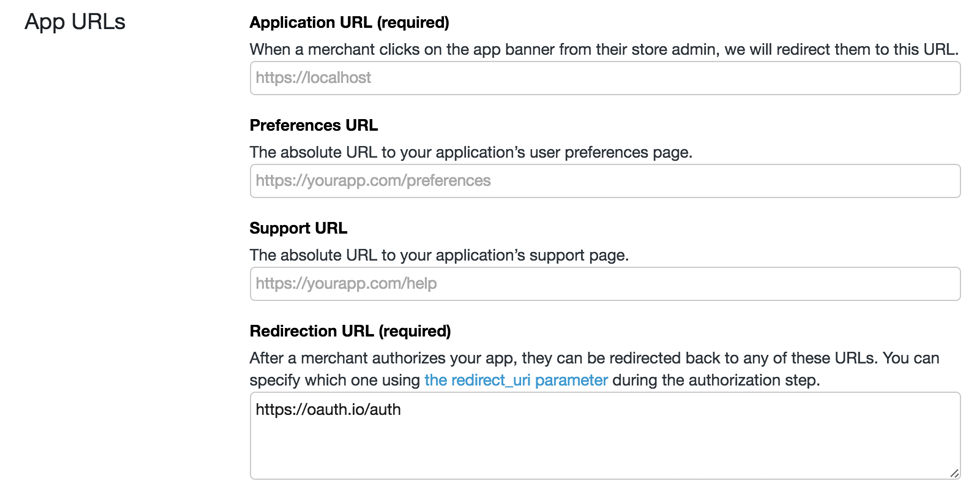 App URLs
Application URL (required)
When a merchant clicks on the app banner from their store admin, we will redirect them to this URL.
https://localhost
Preferences URL
The absolute URL to your application’s user preferences page.
https://yourapp.com/preferences
Support URL
The absolute URL to your application’s support page.
https://yourapp.com/help
Redirection URL (required)
After a merchant authorizes your app, they can be redirected back to any of these URLs. You can
specify which one using the redirect_uri parameter during the authorization step.
https://oauth.io/auth